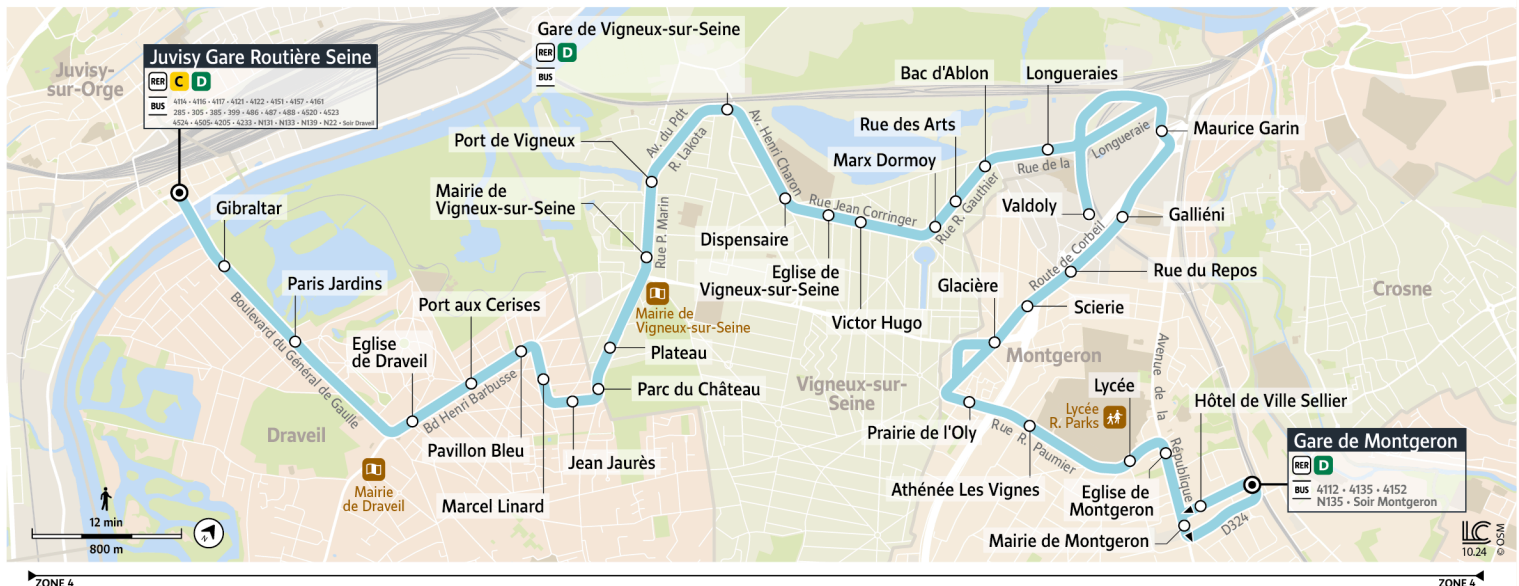 Juvisy-
sur-Orge
Juvisy Gare Routière Seine
RER C D
BUS
4114 • 4116 • 4117 • 4121 • 4122 • 4151 • 4157 • 4161
285 • 305 • 385 • 399 • 486 • 487 • 488 • 4520 • 4523
4524 • 4505 • 4205 • 4233 • N131 • N133 • N139 • N22 • Soir Draveil
Gibraltar
Paris Jardins
Boulevard du Général de Gaulle
Draveil
Eglise
de Draveil
Mairie
de Draveil
Port aux Cerises
Bd Henri Barbusse
Pavillon Bleu
Marcel Linard
Jean Jaurès
Parc du Château
Plateau
Mairie de
Vigneux-sur-Seine
Mairie de
Vigneux-sur-Seine
Rue P. Marin
Port de Vigneux
Av. du Pdt
R. Lakota
Gare de Vigneux-sur-Seine
RER D
BUS
Av. Henri Charon
Dispensaire
Rue Jean Corringer
Eglise de
Vigneux-sur-Seine
Victor Hugo
Marx Dormoy
Rue des Arts
Rue R. Gauthier
Bac d'Ablon
Longueraies
Rue de la
Longueraie
Valdoly
Maurice Garin
Galliéni
Route de Corbeil
Rue du Repos
Scierie
Glacière
Crosne
Montgeron
Vigneux-sur-
Seine
Prairie de l'Oly
Rue R. Paumier
Athénée Les Vignes
Lycée
Lycée
R. Parks
Avenue de la
République
Eglise de
Montgeron
Mairie de Montgeron
Hôtel de Ville Sellier
D324
Gare de Montgeron
RER D
BUS
4112 • 4135 • 4152
N135 • Soir Montgeron
12 min
800 m
LC
10.24
© OSM
ZONE 4
ZONE 4